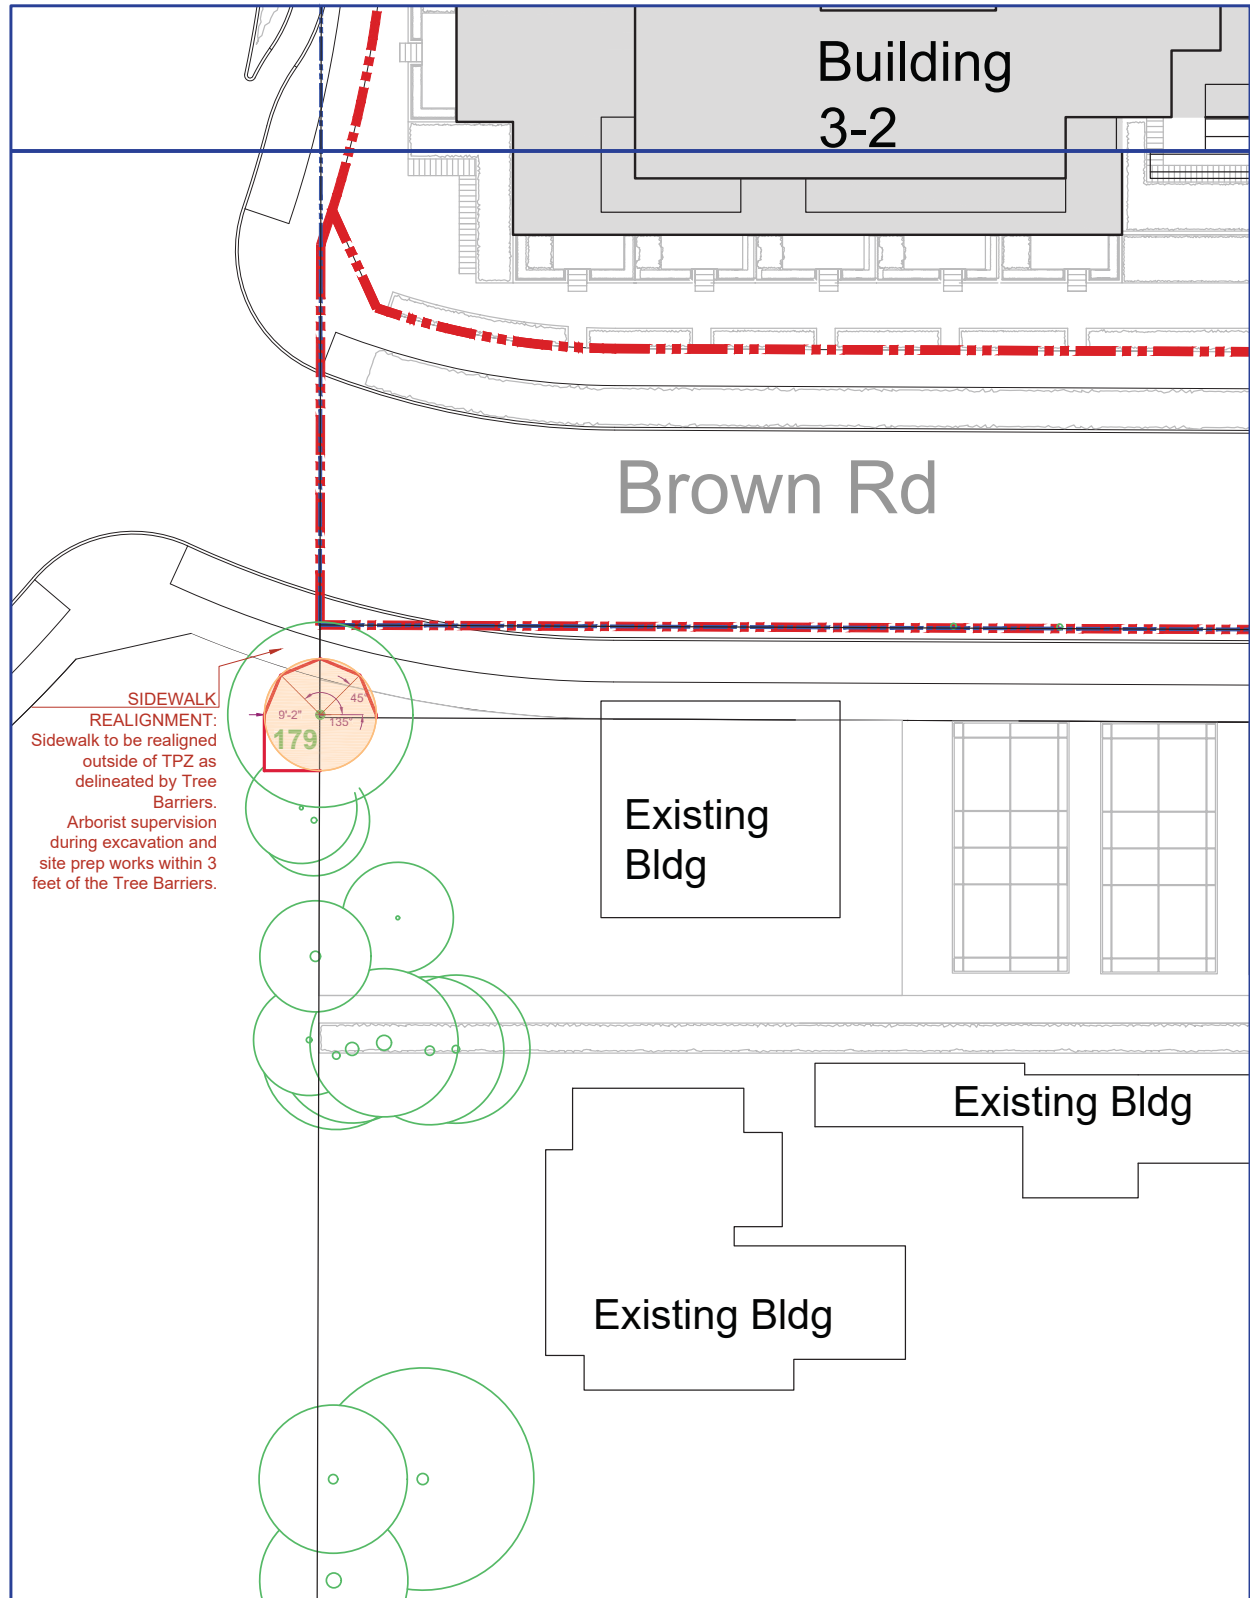 Building
3-2
Brown Rd
SIDEWALK
REALIGNMENT:
Sidewalk to be realigned
outside of TPZ as
delineated by Tree
Barriers.
Arborist supervision
during excavation and
site prep works within 3
feet of the Tree Barriers.
45°
9'-2"
135°
179
Existing
Bldg
Existing Bldg
Existing Bldg